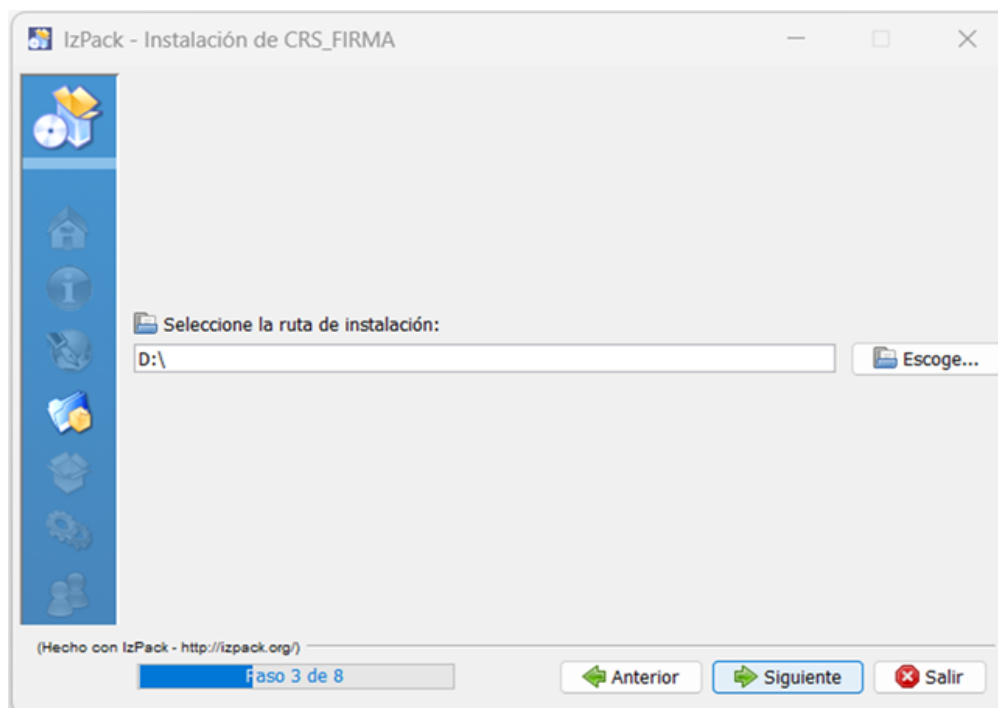 IzPack - Instalación de CRS_FIRMA
Seleccione la ruta de instalación:
D:\
Escoge...
(Hecho con IzPack - http://izpack.org/)
Paso 3 de 8
Anterior
Siguiente
Salir